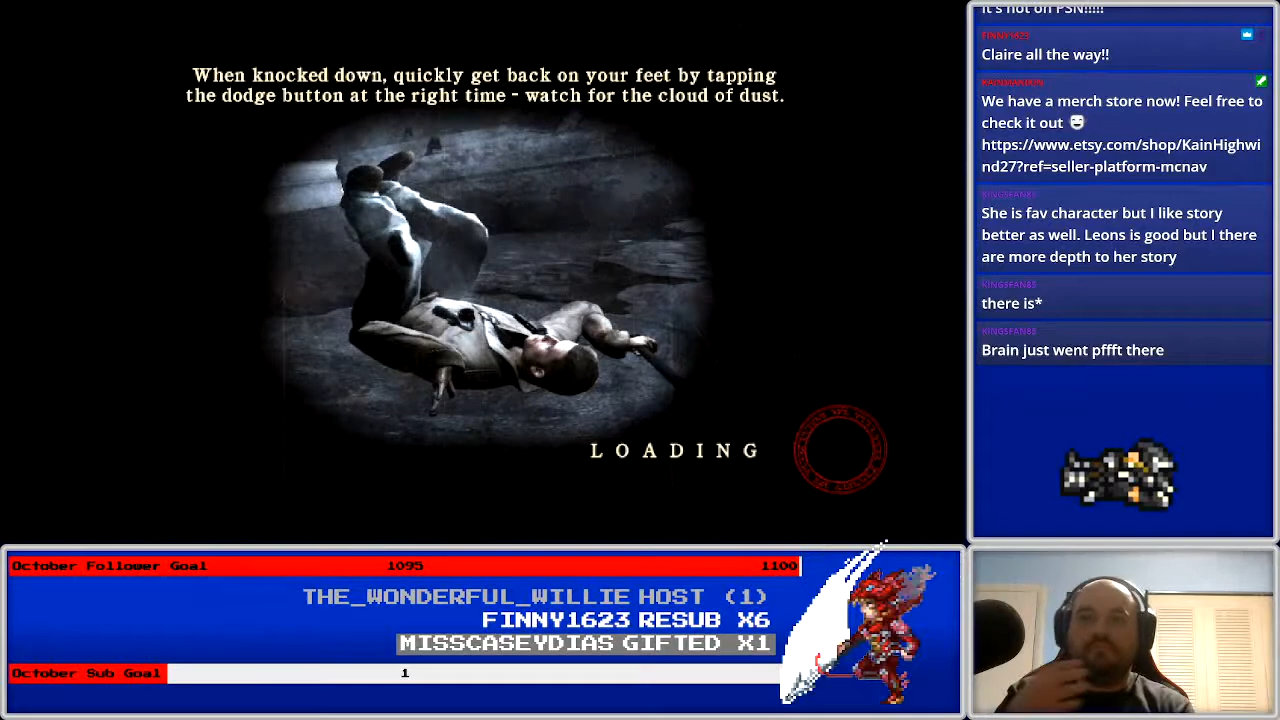 When knocked down, quickly get back on your feet by tapping
the dodge button at the right time - watch for the cloud of dust.
LOADING
It's not on PSN!!!!!
FINNY1623
Claire all the way!!
We have a merch store now! Feel free to
check it out
https://www.etsy.com/shop/KainHighwi
nd27?ref=seller-platform-mcnav
KINGSFAN85
She is fav character but I like story
better as well. Leons is good but I there
are more depth to her story
KINGSFAN85
there is*
KINGSFAN85
Brain just went pffft there
October Follower Goal 1095 1100
THE_WONDERFUL_WILLIE HOST (1)
FINNY1623 RESUB X6
MISSCASEYDIAS GIFTED X1
October Sub Goal 1